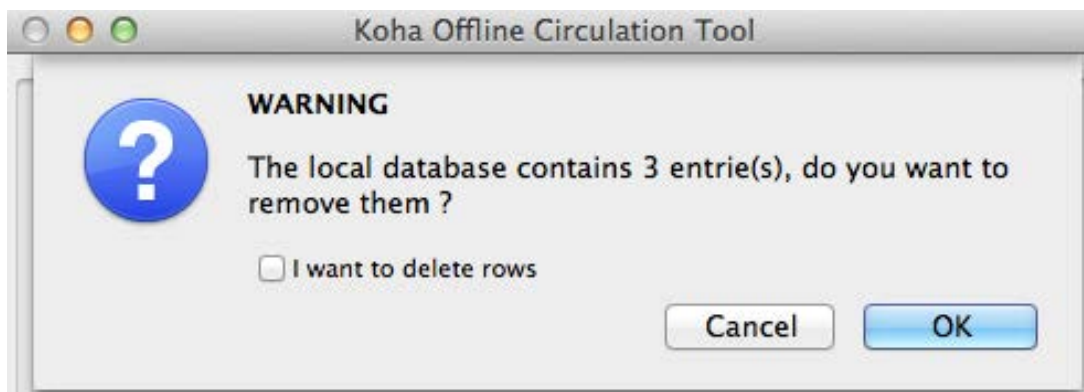 Koha Offline Circulation Tool
?
WARNING
The local database contains 3 entrie(s), do you want to
remove them ?
I want to delete rows
Cancel OK